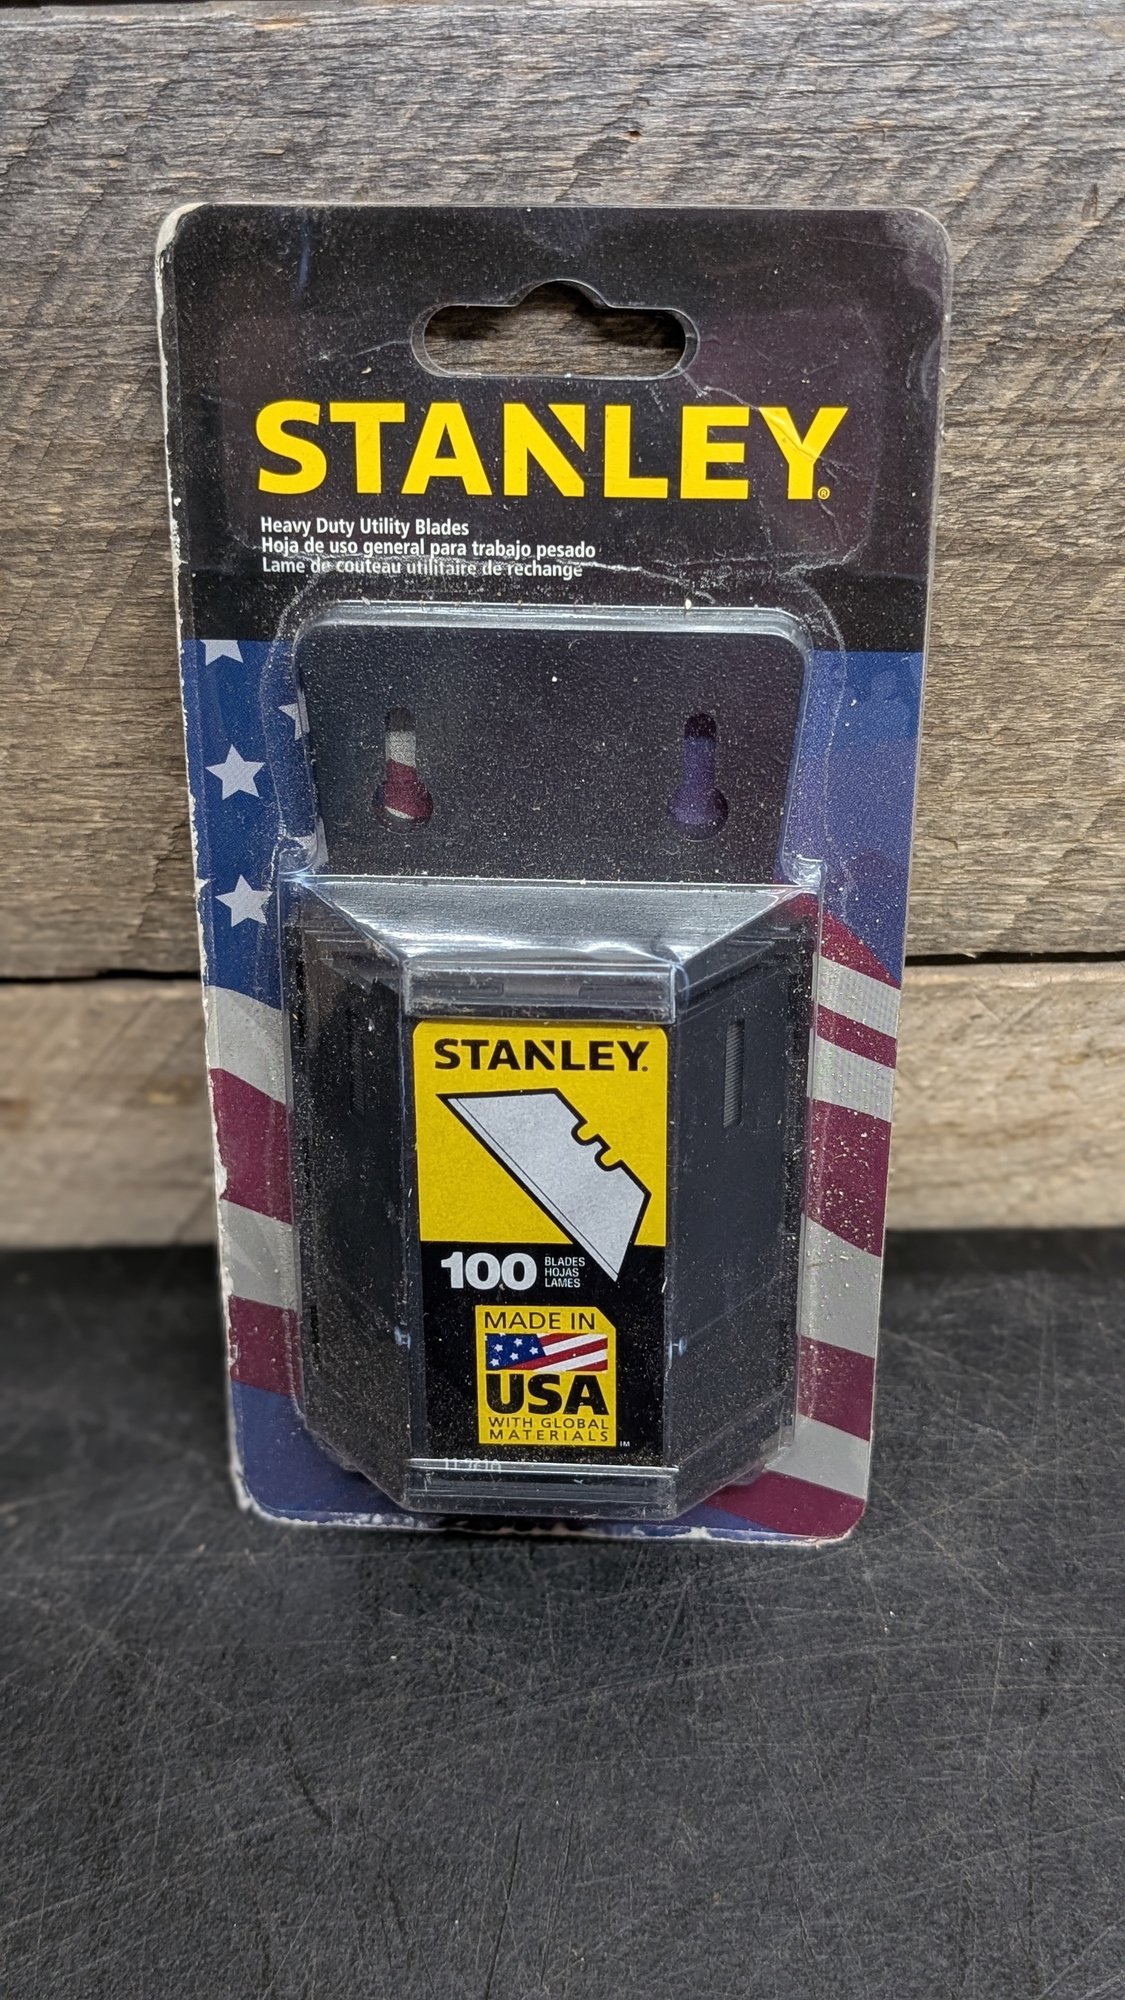 STANLEY®
Heavy Duty Utility Blades
Hoja de uso general para trabajo pesado
Lame de couteau utilitaire de rechange
STANLEY.
100 BLADES
HOJAS
LAMES
MADE IN
USA
WITH GLOBAL
MATERIALS ™